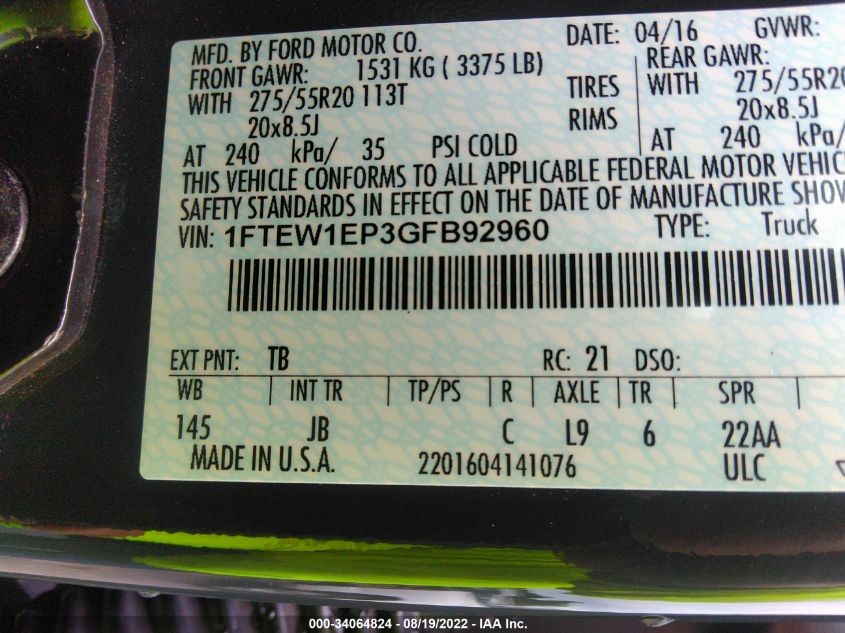 MFD. BY FORD MOTOR CO. DATE: 04/16 GVWR:
FRONT GAWR: 1531 KG ( 3375 LB) REAR GAWR:
WITH 275/55R20 113T TIRES WITH 275/55R20
20x8.5J RIMS 20x8.5J
AT 240 kPa/ 35 PSI COLD AT 240 kPa/
THIS VEHICLE CONFORMS TO ALL APPLICABLE FEDERAL MOTOR VEHIC
SAFETY STANDARDS IN EFFECT ON THE DATE OF MANUFACTURE SHOW
VIN: 1FTEW1EP3GFB92960 TYPE: Truck
EXT PNT: TB RC: 21 DSO:
WB INT TR TP/PS R AXLE TR SPR
145 JB C L9 6 22AA
MADE IN U.S.A. 2201604141076 ULC
000-34064824 - 08/19/2022 - IAA Inc.